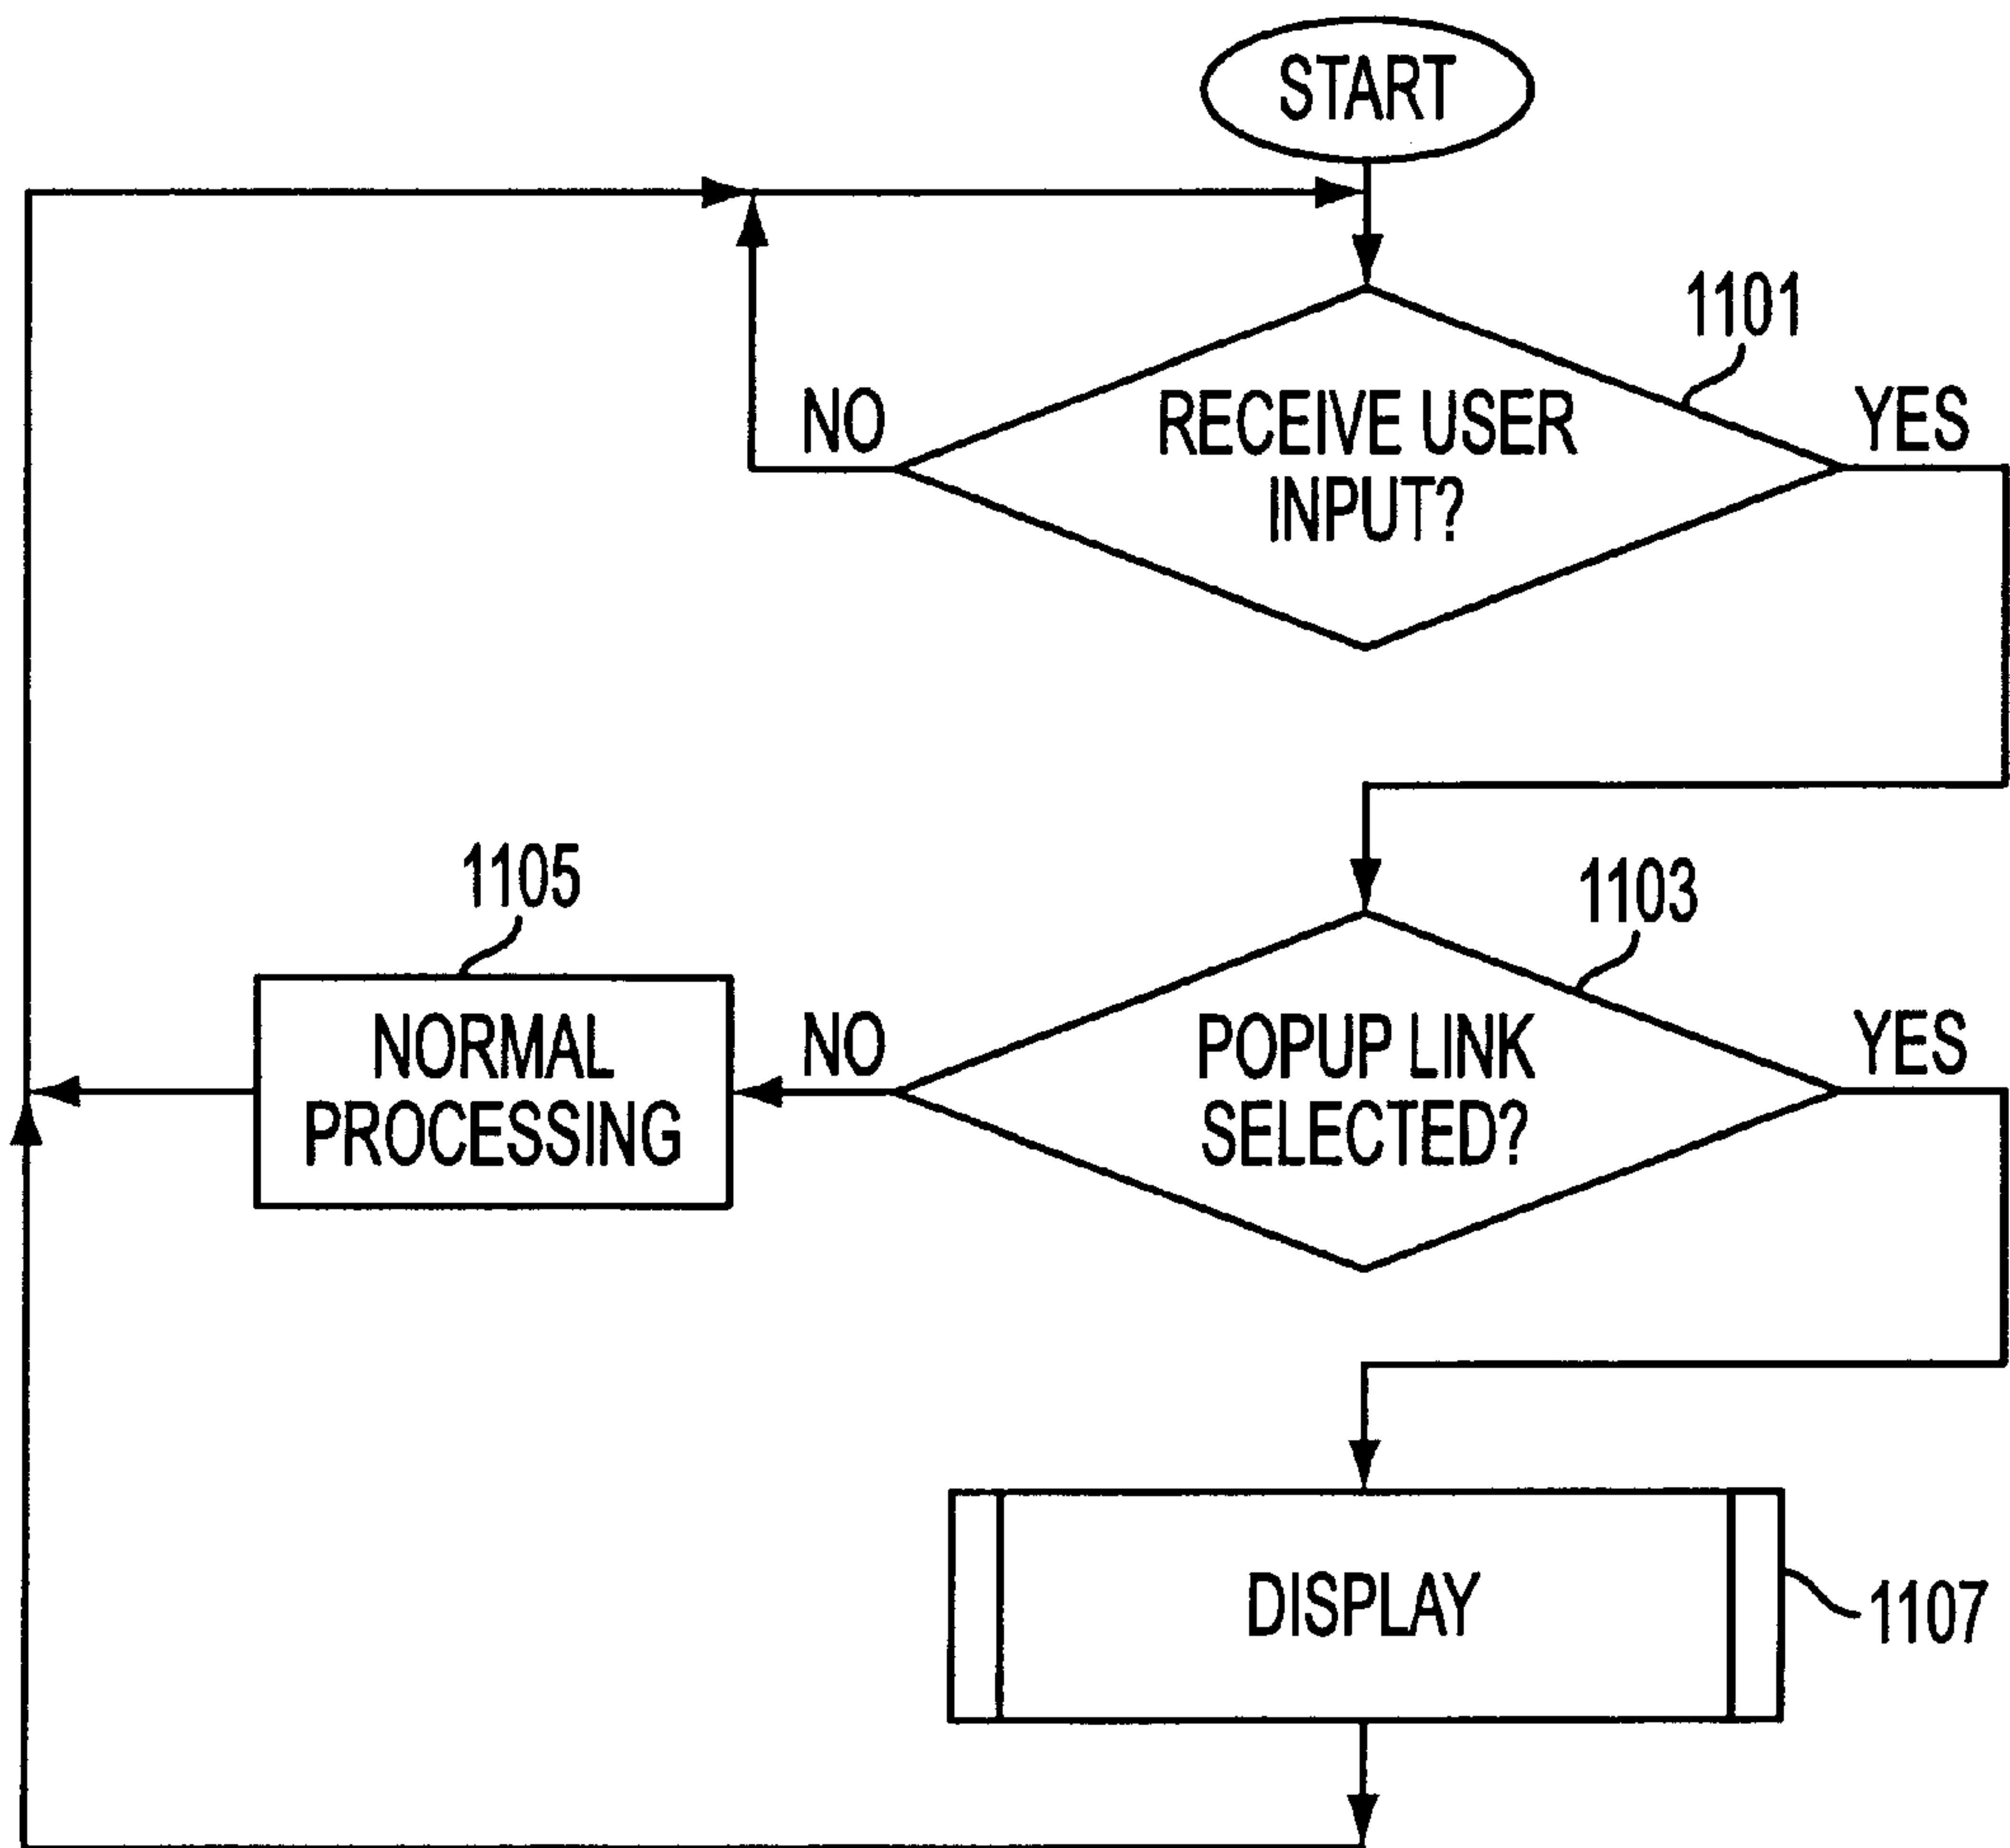 START
1101
NO
RECEIVE USER
INPUT?
YES
1105
1103
NORMAL
PROCESSING
NO
POPUP LINK
SELECTED?
YES
DISPLAY
1107